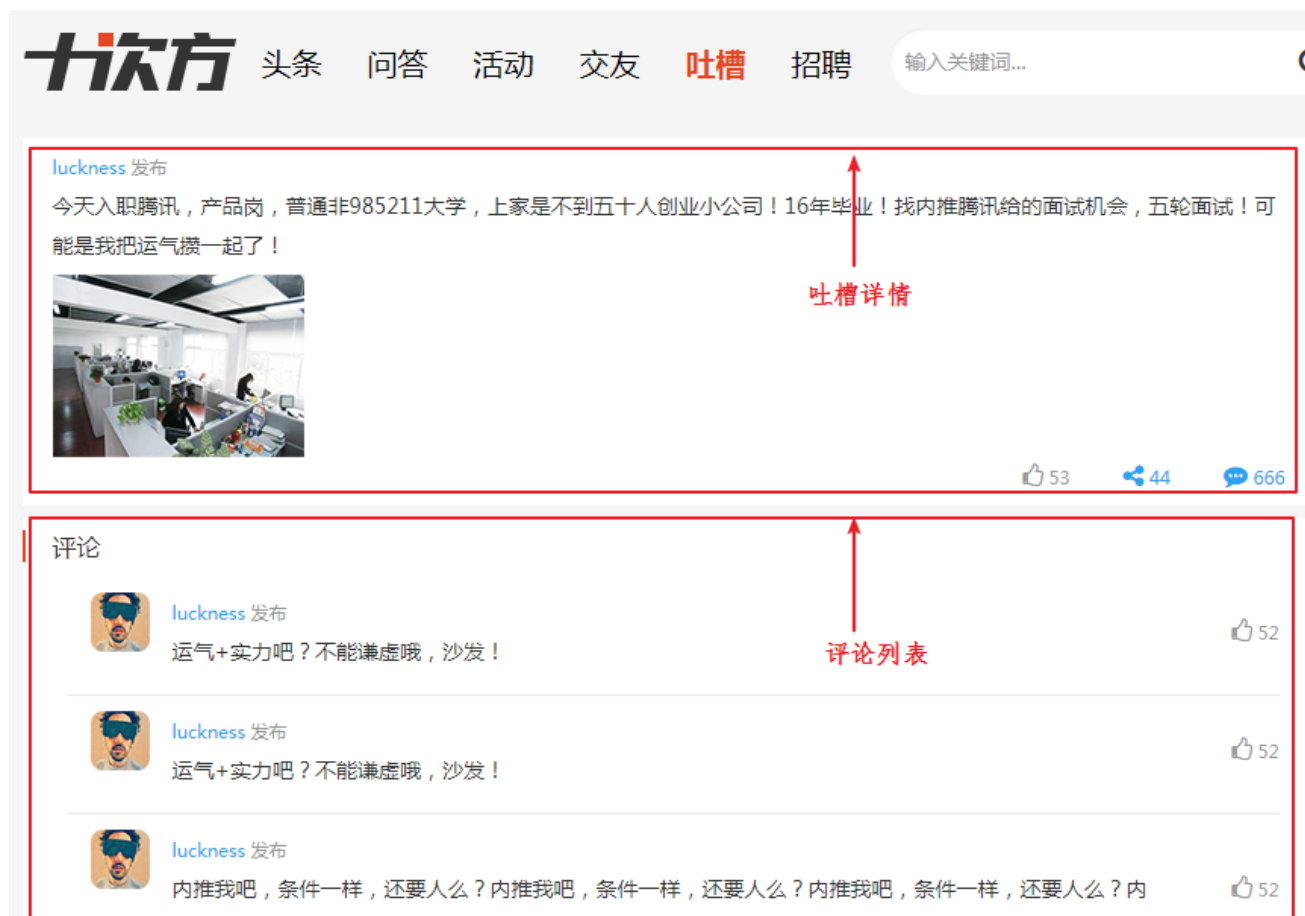 十次方 头条 问答 活动 交友 吐槽 招聘 输入关键词...
luckness 发布
今天入职腾讯，产品岗，普通非985211大学，上家是不到五十人创业小公司！16年毕业！找内推腾讯给的面试机会，五轮面试！可
能是我把运气攒一起了！
吐槽详情
53 44 666
评论
luckness 发布
运气+实力吧？不能谦虚哦，沙发！
52
评论列表
luckness 发布
运气+实力吧？不能谦虚哦，沙发！
52
luckness 发布
内推我吧，条件一样，还要人么？内推我吧，条件一样，还要人么？内推我吧，条件一样，还要人么？内
52